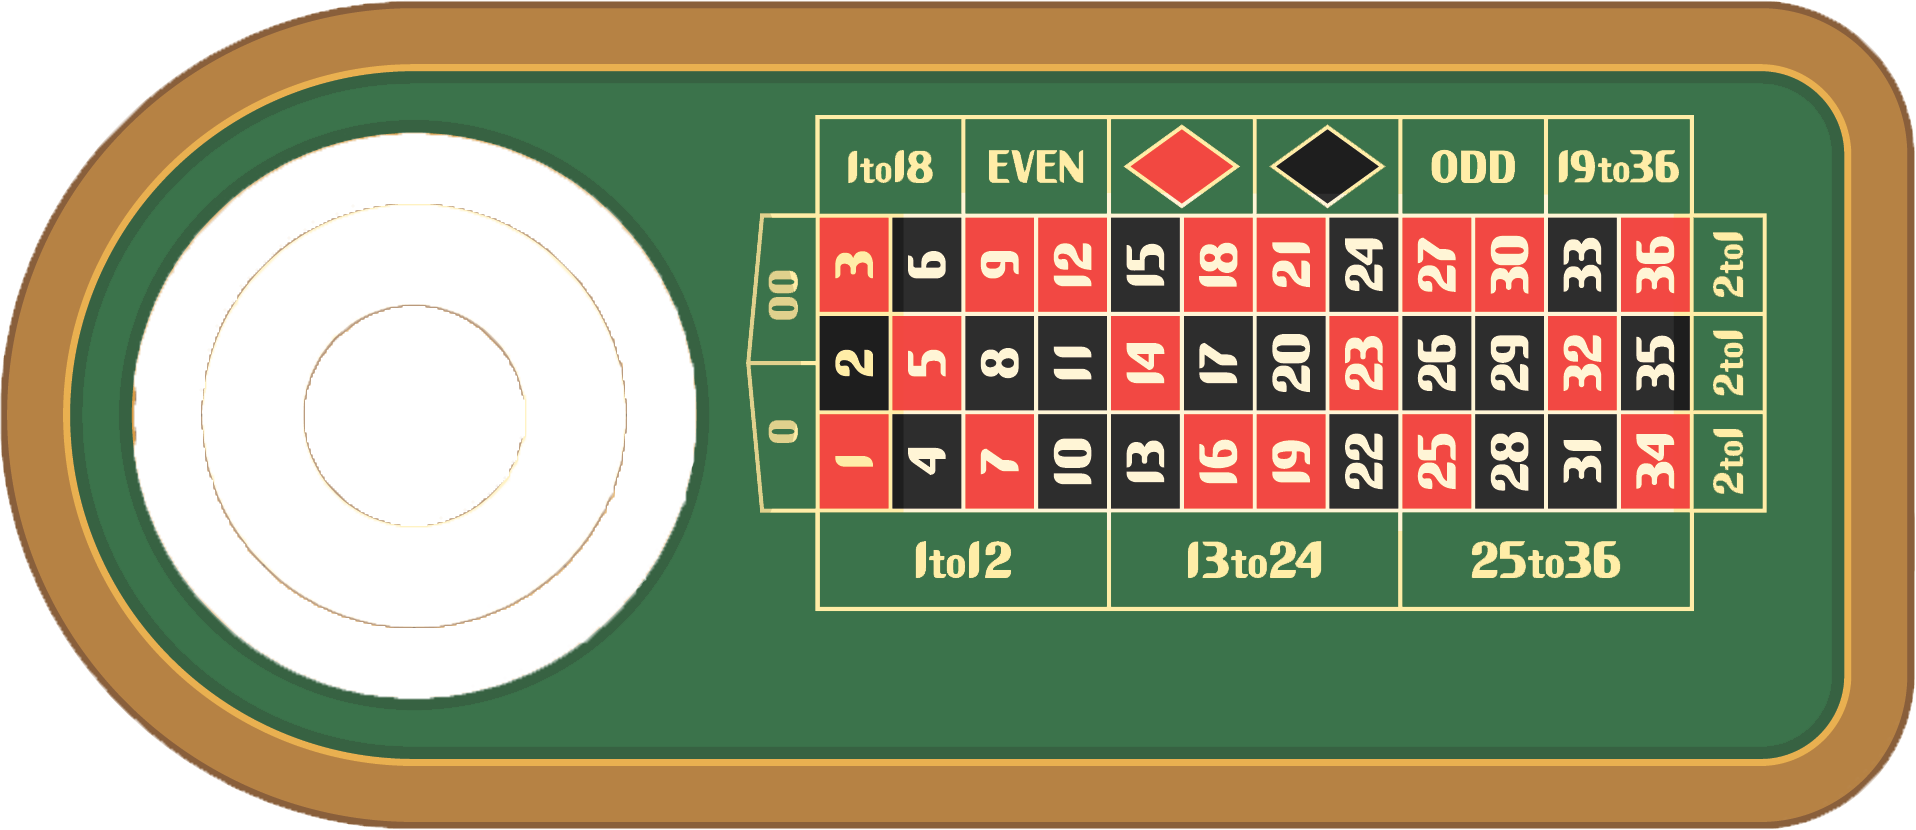 1to18 EVEN ODD 19to36
00 3 6 9 12 15 18 21 24 27 30 33 36 2to1
2 5 8 11 14 17 20 23 26 29 32 35 2to1
0 1 4 7 10 13 16 19 22 25 28 31 34 2to1
1to12 13to24 25to36